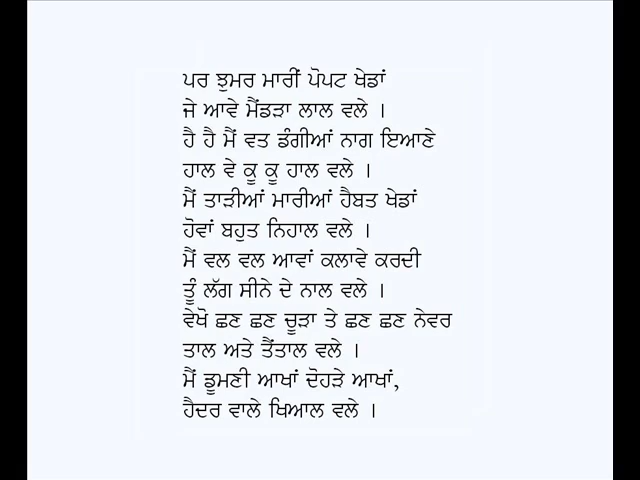 ਪਰ ਝੁਮਰ ਮਾਰੀਂ ਪੋਪਟ ਖੇਡਾਂ
ਜੇ ਆਵੇ ਮੈਂਡੜਾ ਲਾਲ ਵਲੇ ।
ਹੈ ਹੈ ਮੈਂ ਵਤ ਡੰਗੀਆਂ ਨਾਗ ਇਆਣੇ
ਹਾਲ ਵੇ ਕੂ ਕੂ ਹਾਲ ਵਲੇ ।
ਮੈਂ ਤਾੜੀਆਂ ਮਾਰੀਆਂ ਹੈਬਤ ਖੇਡਾਂ
ਹੋਵਾਂ ਬਹੁਤ ਨਿਹਾਲ ਵਲੇ ।
ਮੈਂ ਵਲ ਵਲ ਆਵਾਂ ਕਲਾਵੇ ਕਰਦੀ
ਤੂੰ ਲੱਗ ਸੀਨੇ ਦੇ ਨਾਲ ਵਲੇ ।
ਵੇਖੋ ਛਣ ਛਣ ਚੂੜਾ ਤੇ ਛਣ ਛਣ ਨੇਵਰ
ਤਾਲ ਅਤੇ ਤੈਂਤਾਲ ਵਲੇ ।
ਮੈਂ ਡੂਮਣੀ ਆਖਾਂ ਦੋਹੜੇ ਆਖਾਂ,
ਹੈਦਰ ਵਾਲੇ ਖਿਆਲ ਵਲੇ ।